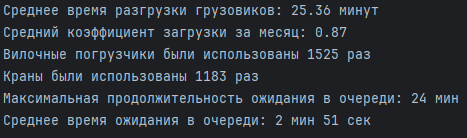 Среднее время разгрузки грузовиков: 25.36 минут
Средний коэффициент загрузки за месяц: 0.87
Вилочные погрузчики были использованы 1525 раз
Краны были использованы 1183 раз
Максимальная продолжительность ожидания в очереди: 24 мин
Среднее время ожидания в очереди: 2 мин 51 сек